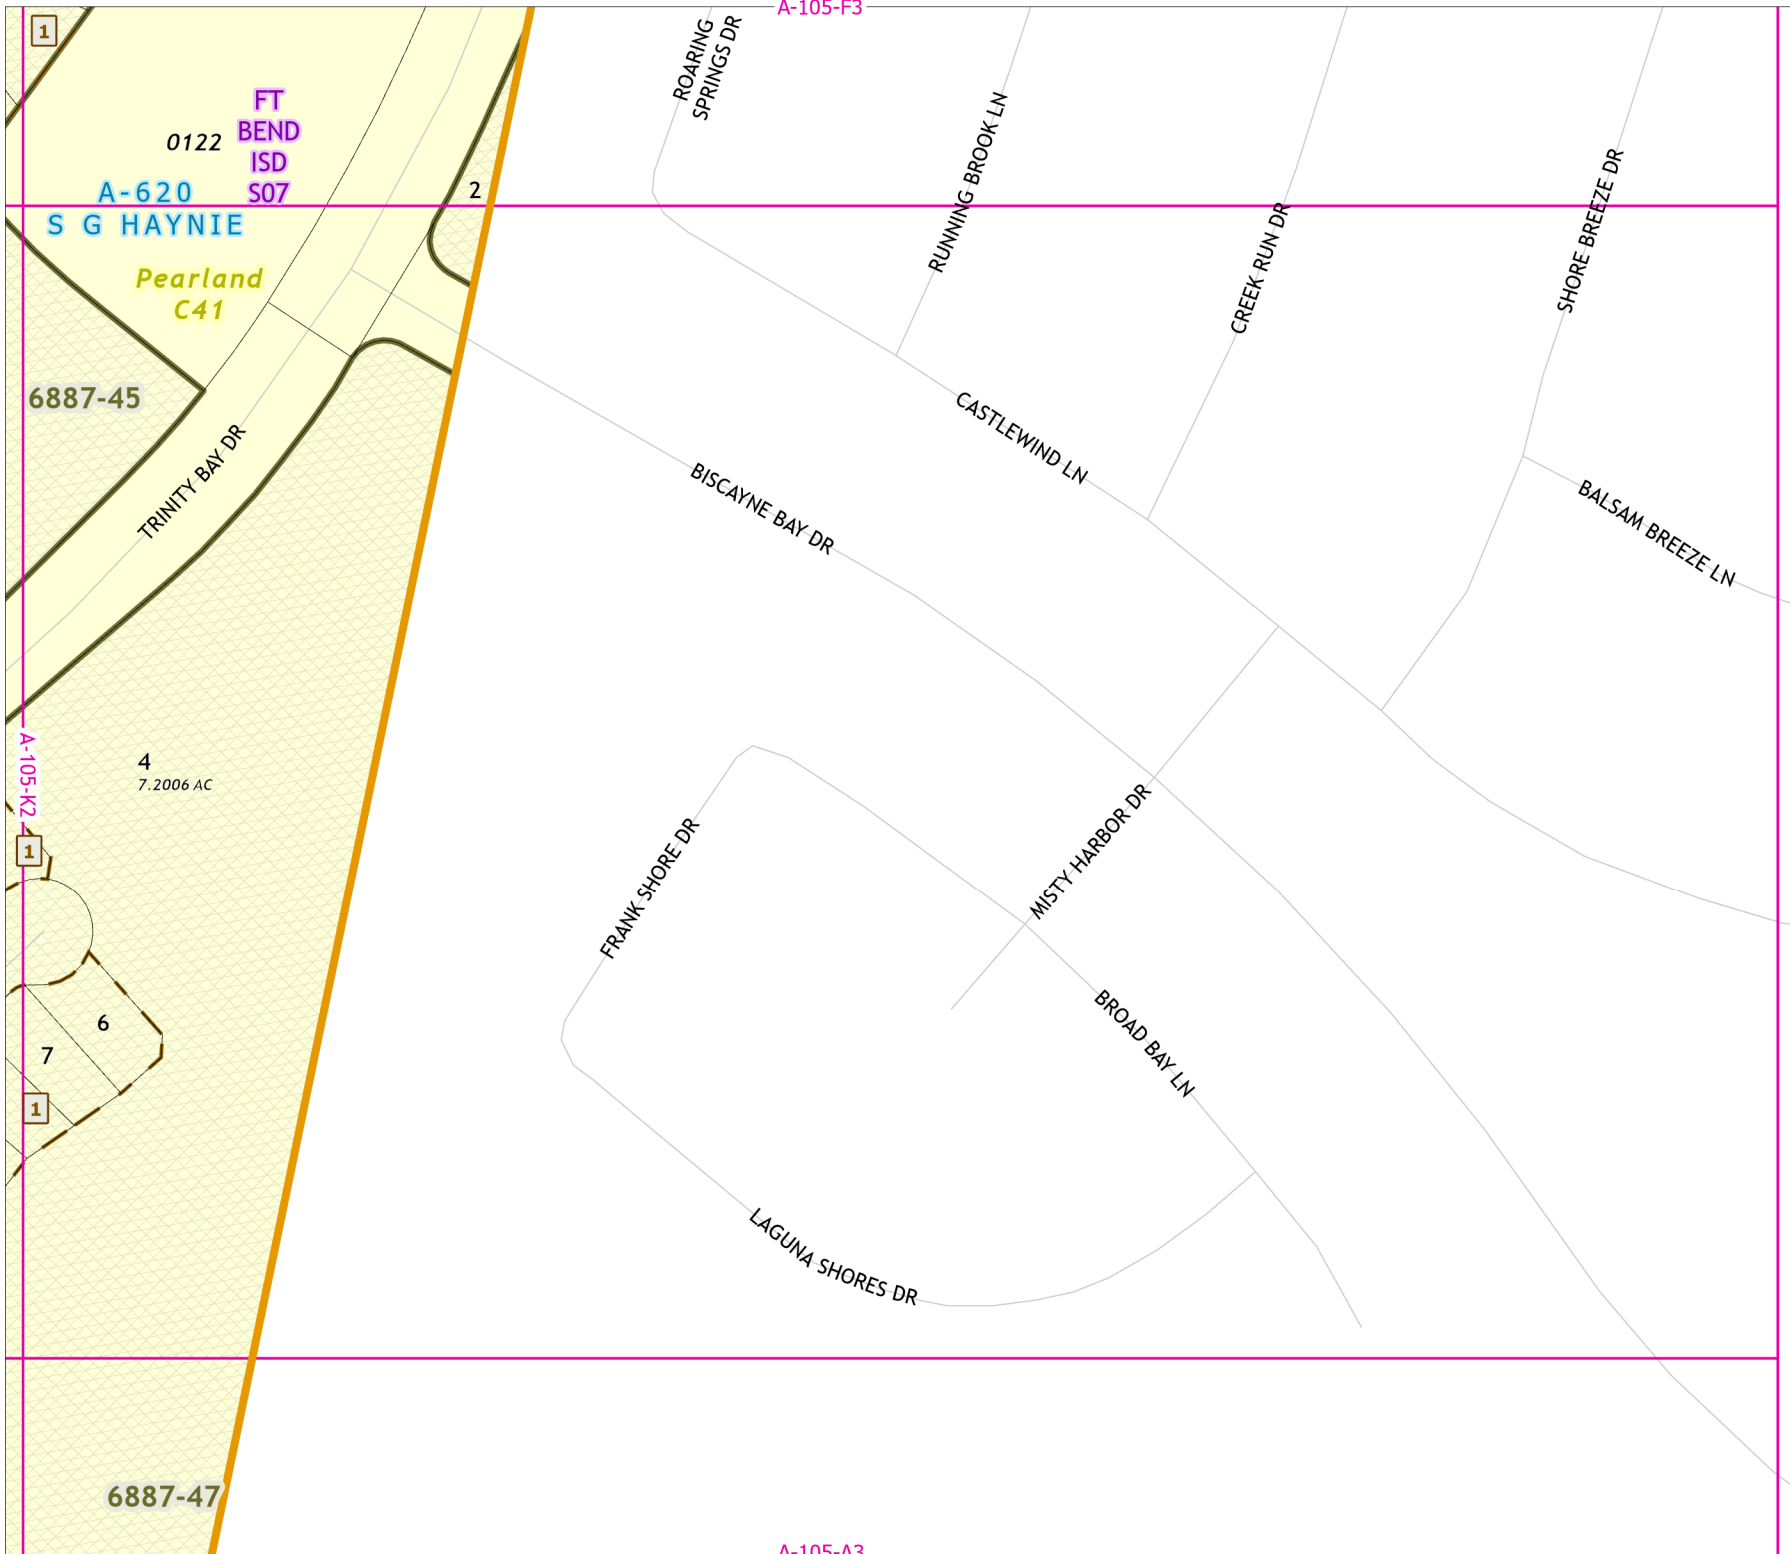 A-105-F3
1
ROARING
SPRINGS DR
FT
BEND
ISD
S07
0122
RUNNING BROOK LN
A-620
S G HAYNIE
2
SHORE BREEZE DR
CREEK RUN DR
Pearland
C41
6887-45
CASTLEWIND LN
TRINITY BAY DR
BISCAYNE BAY DR
BALSAM BREEZE LN
A-105-K2
4
7.2006 AC
1
MISTY HARBOR DR
FRANK SHORE DR
6
7
BROAD BAY LN
1
LAGUNA SHORES DR
6887-47
A-105-A3